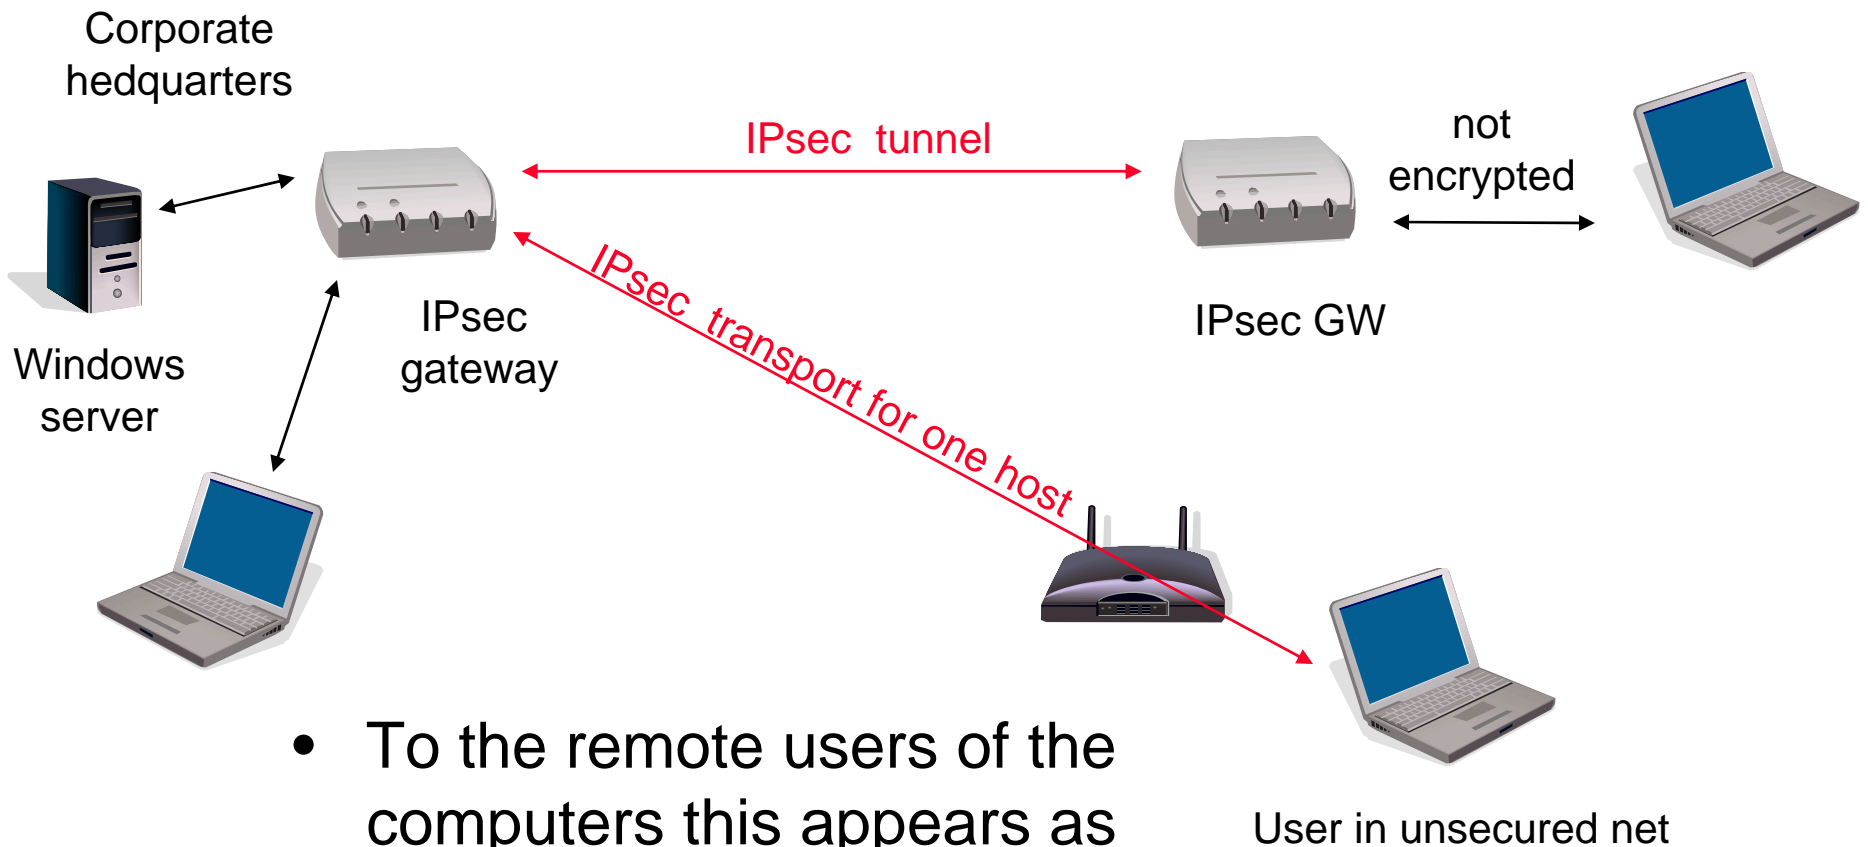 Corporate
hedquarters
IPsec tunnel
not
encrypted
IPsec
gateway
IPsec GW
Windows
server
IPsec transport for one host
• To the remote users of the
computers this appears as
User in unsecured net